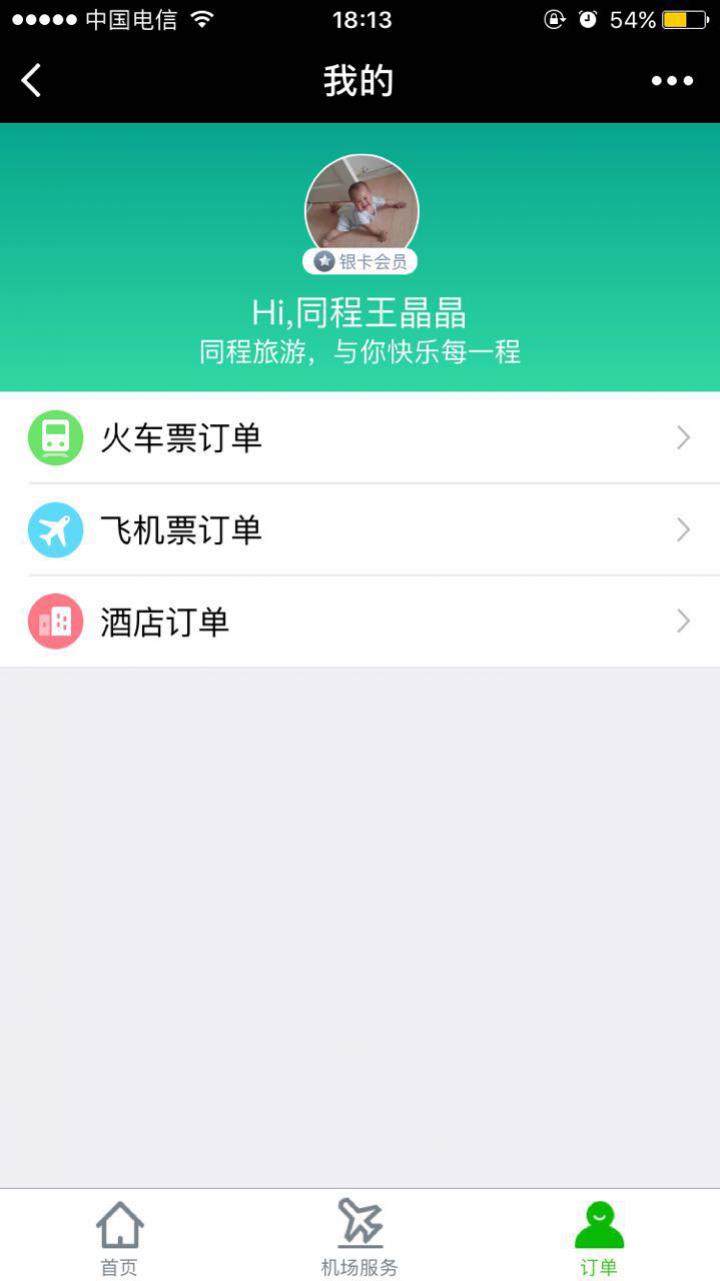 中国电信 18:13 54%
我的
银卡会员
Hi,同程王晶晶
同程旅游，与你快乐每一程
火车票订单
飞机票订单
酒店订单
首页 机场服务 订单